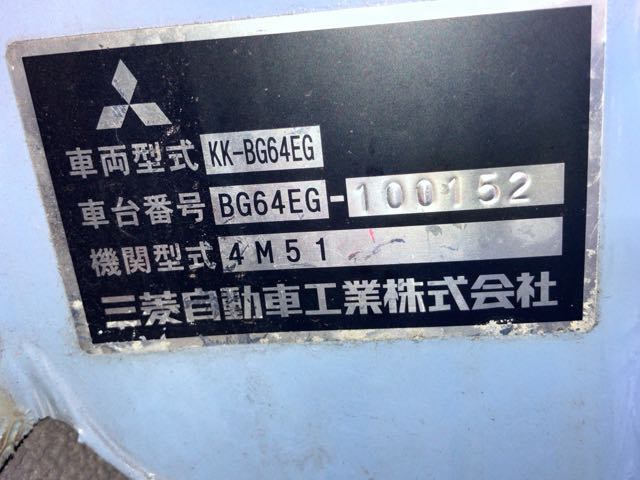 車両型式 KK-BG64EG
車台番号 BG64EG-100152
機関型式 4M51
三菱自動車工業株式会社